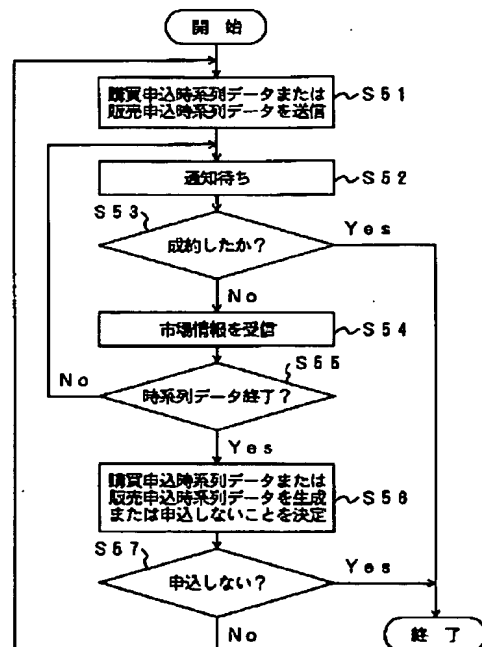 開 始
購買申込時系列データまたは
販売申込時系列データを送信
S51
通知待ち
S52
S53
成約したか?
Yes
No
市場情報を受信
S54
S55
No
時系列データ終了?
Yes
購買申込時系列データまたは
販売申込時系列データを生成
または申込しないことを決定
S56
S57
申込しない?
Yes
No
終 了